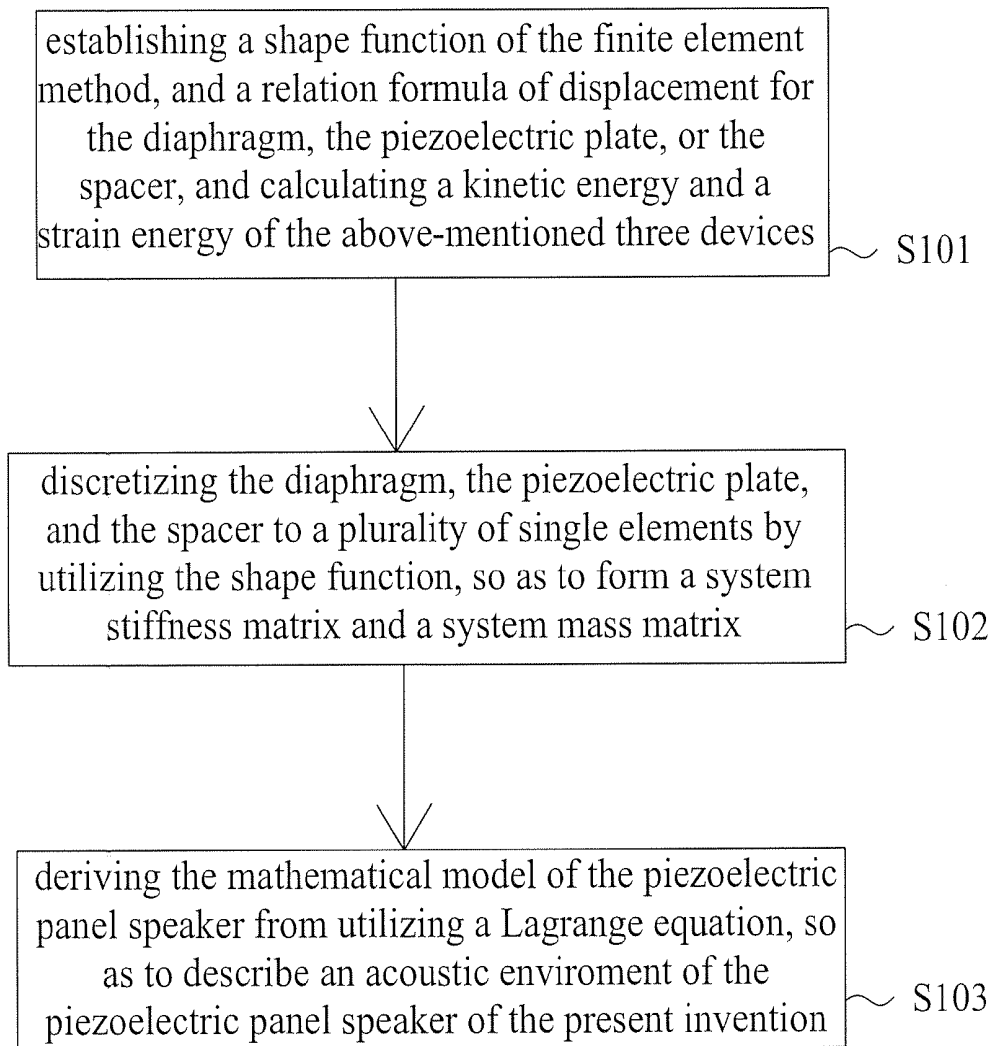 establishing a shape function of the finite element
method, and a relation formula of displacement for
the diaphragm, the piezoelectric plate, or the
spacer, and calculating a kinetic energy and a
strain energy of the above-mentioned three devices
S101
discretizing the diaphragm, the piezoelectric plate,
and the spacer to a plurality of single elements by
utilizing the shape function, so as to form a system
stiffness matrix and a system mass matrix
S102
deriving the mathematical model of the piezoelectric
panel speaker from utilizing a Lagrange equation, so
as to describe an acoustic enviroment of the
piezoelectric panel speaker of the present invention
S103